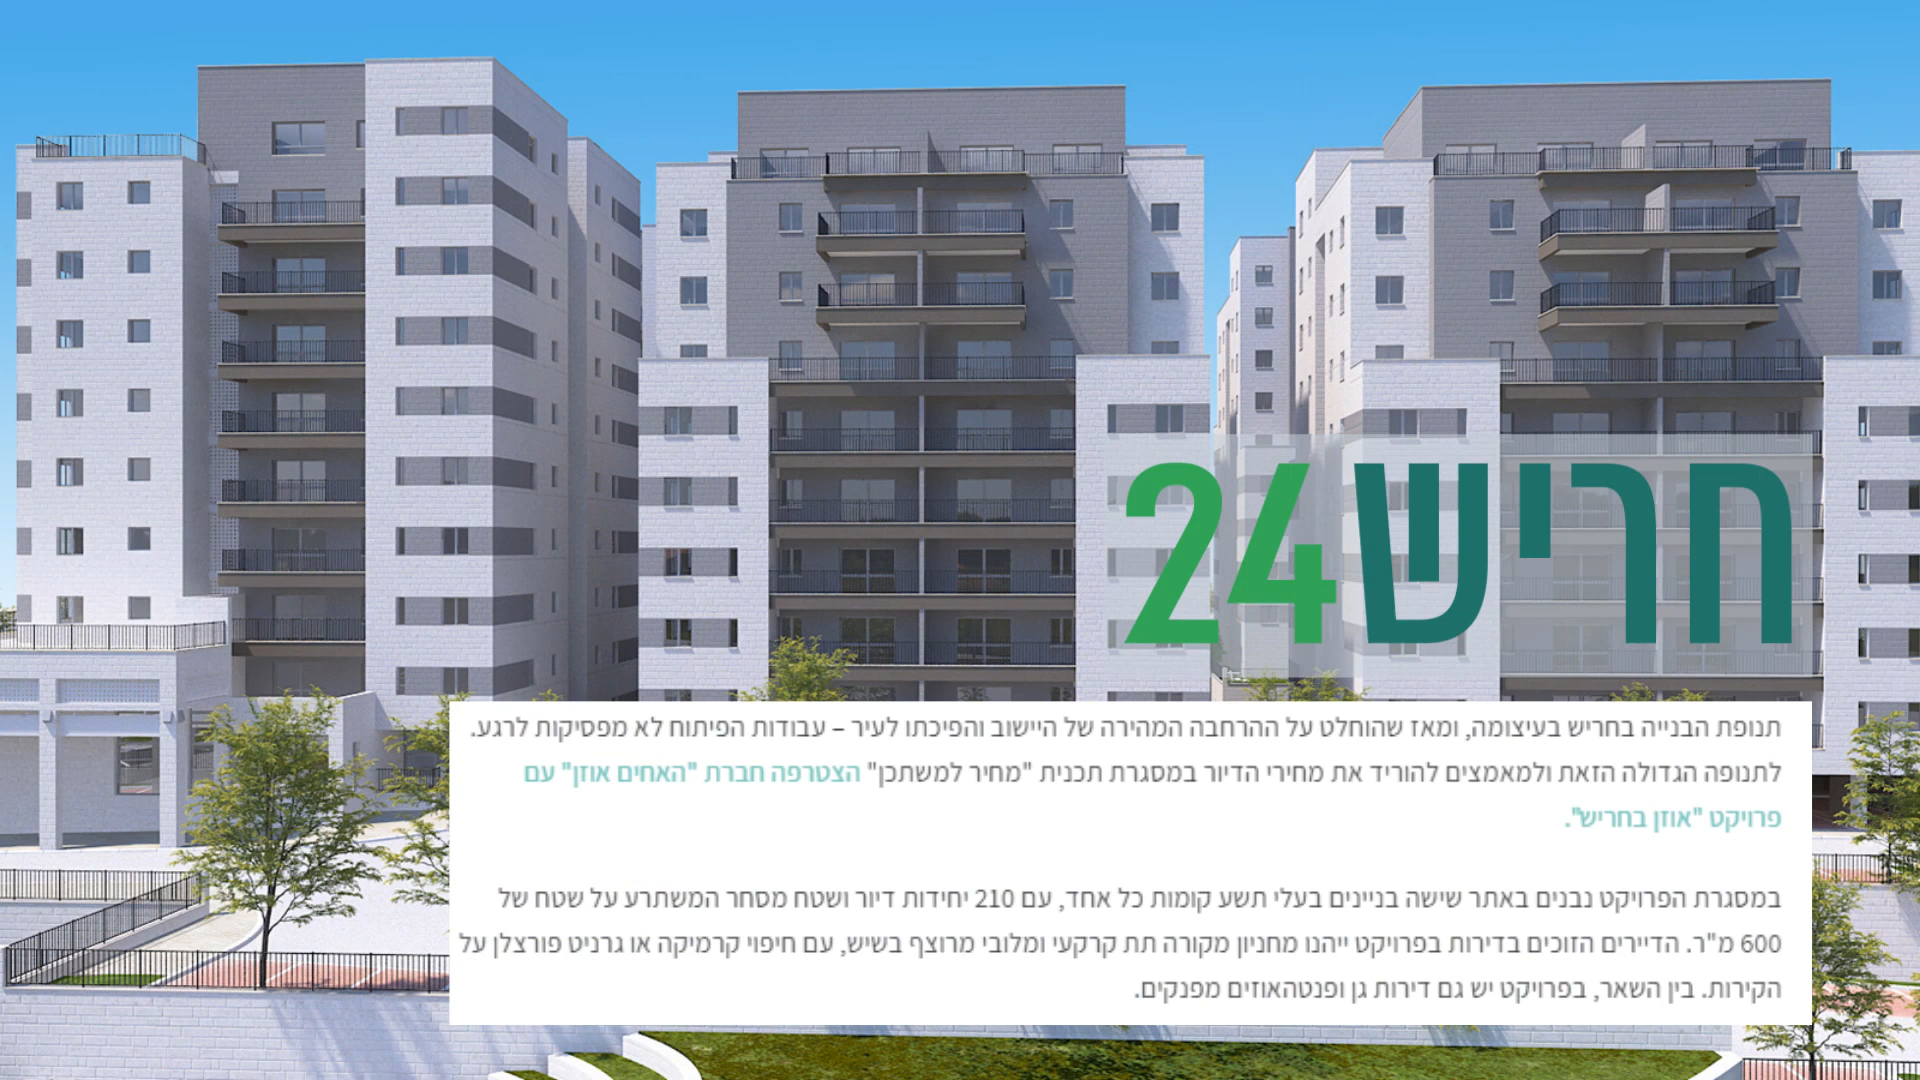 חריש24
תנופת הבנייה בחריש בעיצומה, ומאז שהוחלט על ההרחבה המהירה של היישוב והפיכתו לעיר – עבודות הפיתוח לא מפסיקות לרגע.
לתנופה הגדולה הזאת ולמאמצים להוריד את מחירי הדיור במסגרת תכנית "מחיר למשתכן" הצטרפה חברת "האחים אוזן" עם
פרויקט "אוזן בחריש".
במסגרת הפרויקט נבנים באתר שישה בניינים בעלי תשע קומות כל אחד, עם 210 יחידות דיור ושטח מסחר המשתרע על שטח של
600 מ"ר. הדיירים הזוכים בדירות בפרויקט ייהנו מחניון מקורה תת קרקעי ומלובי מרוצף בשיש, עם חיפוי קרמיקה או גרניט פורצלן על
הקירות. בין השאר, בפרויקט יש גם דירות גן ופנטהאוזים מפנקים.